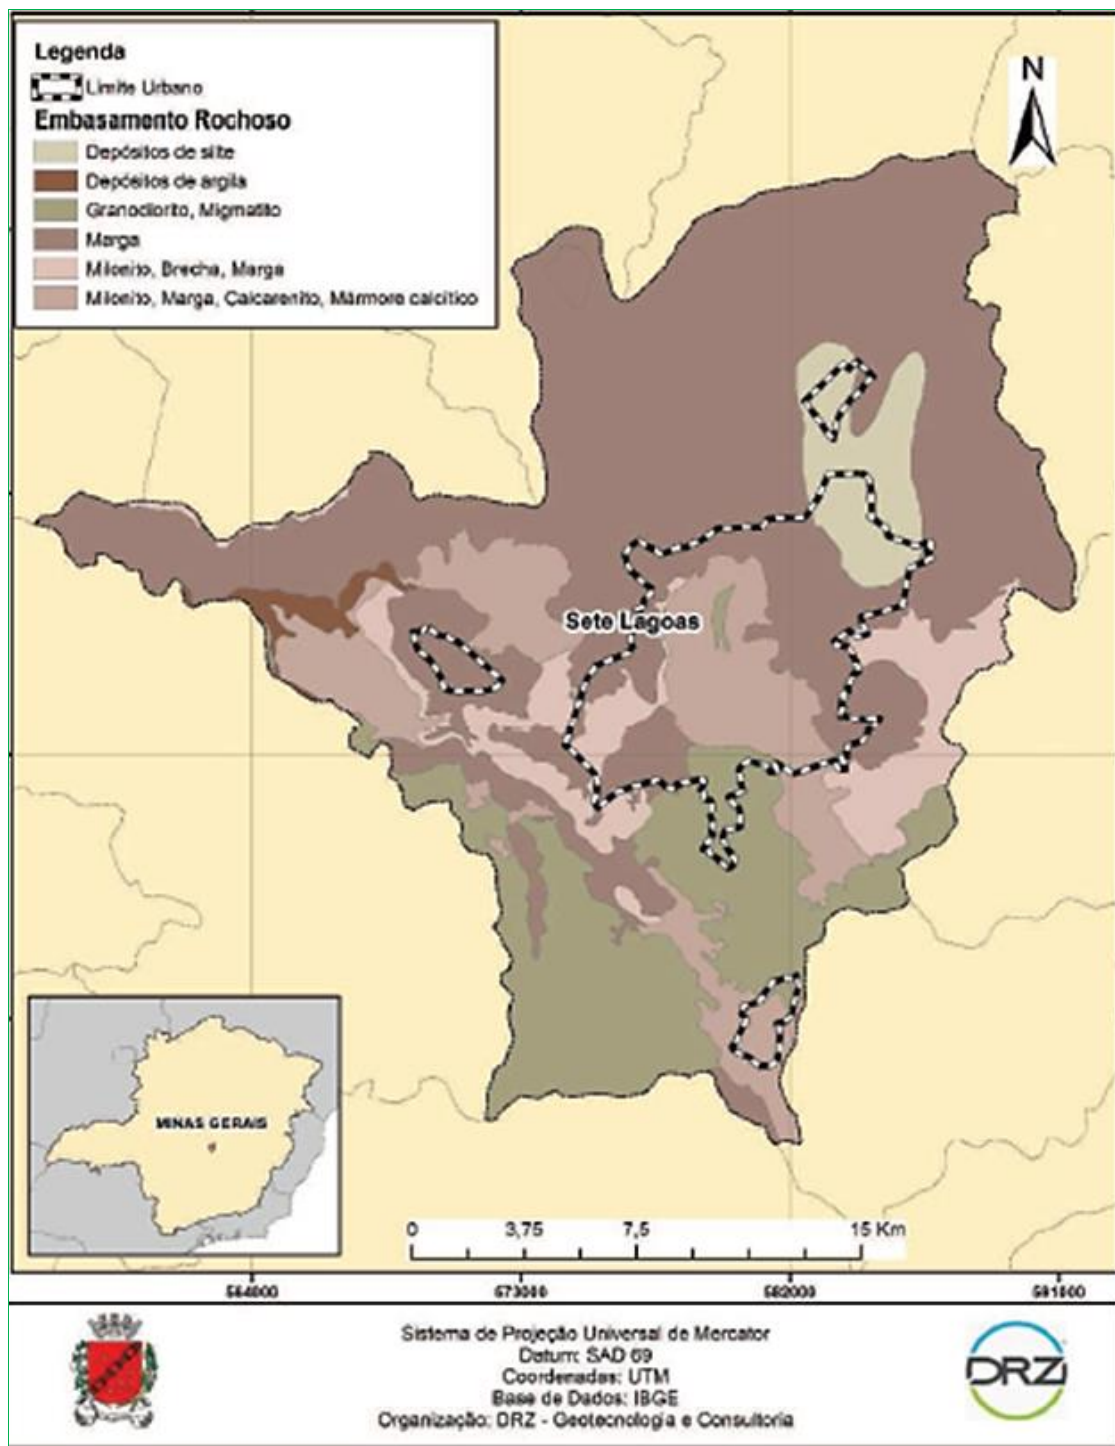 Legenda
Limite Urbano
Embasamento Rochoso
Depósitos de silte
Depósitos de argila
Granodiorito, Migmatito
Marga
Milonito, Brecha, Marga
Milonito, Marga, Calcarenito, Mármore calcítico
N
Sete Lagoas
MINAS GERAIS
0 3,75 7,5 15 Km
564000 573000 582000 591000
Sistema de Projeção Universal de Mercator
Datum: SAD 69
Coordenadas: UTM
Base de Dados: IBGE
Organização: DRZ - Geotecnologia e Consultoria
DRZ